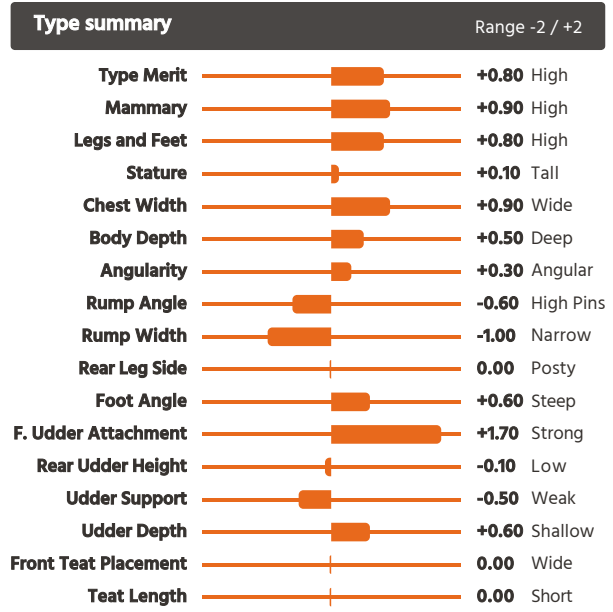 Type summary Range -2 / +2
Type Merit +0.80 High
Mammary +0.90 High
Legs and Feet +0.80 High
Stature +0.10 Tall
Chest Width +0.90 Wide
Body Depth +0.50 Deep
Angularity +0.30 Angular
Rump Angle -0.60 High Pins
Rump Width -1.00 Narrow
Rear Leg Side 0.00 Posty
Foot Angle +0.60 Steep
F. Udder Attachment +1.70 Strong
Rear Udder Height -0.10 Low
Udder Support -0.50 Weak
Udder Depth +0.60 Shallow
Front Teat Placement 0.00 Wide
Teat Length 0.00 Short